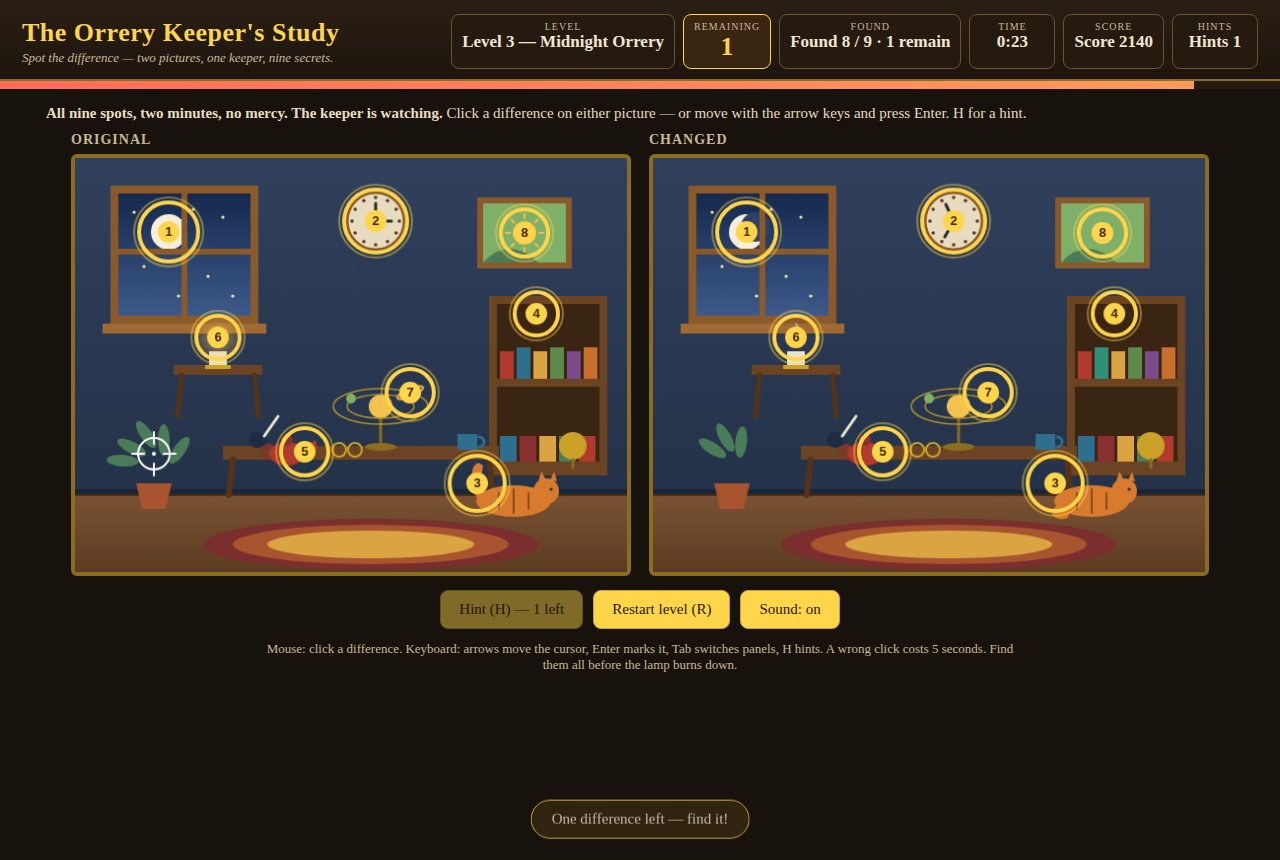 The Orrery Keeper's Study
Spot the difference — two pictures, one keeper, nine secrets.
LEVEL
Level 3 — Midnight Orrery
REMAINING
1
FOUND
Found 8 / 9 · 1 remain
TIME
0:23
SCORE
Score 2140
HINTS
Hints 1
All nine spots, two minutes, no mercy. The keeper is watching. Click a difference on either picture — or move with the arrow keys and press Enter. H for a hint.
ORIGINAL
1
2
8
4
6
7
5
3
CHANGED
1
2
8
4
6
7
5
3
Hint (H) — 1 left
Restart level (R)
Sound: on
Mouse: click a difference. Keyboard: arrows move the cursor, Enter marks it, Tab switches panels, H hints. A wrong click costs 5 seconds. Find
them all before the lamp burns down.
One difference left — find it!